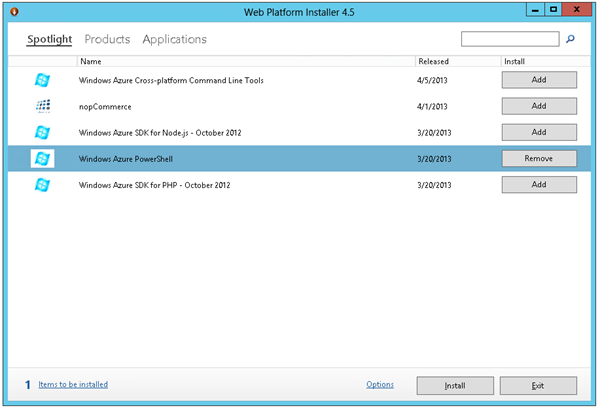 Web Platform Installer 4.5
Spotlight Products Applications
Name Released Install
Windows Azure Cross-platform Command Line Tools 4/5/2013 Add
nopCommerce 4/1/2013 Add
Windows Azure SDK for Node.js - October 2012 3/20/2013 Add
Windows Azure PowerShell 3/20/2013 Remove
Windows Azure SDK for PHP - October 2012 3/20/2013 Add
1 Items to be installed Options Install Exit